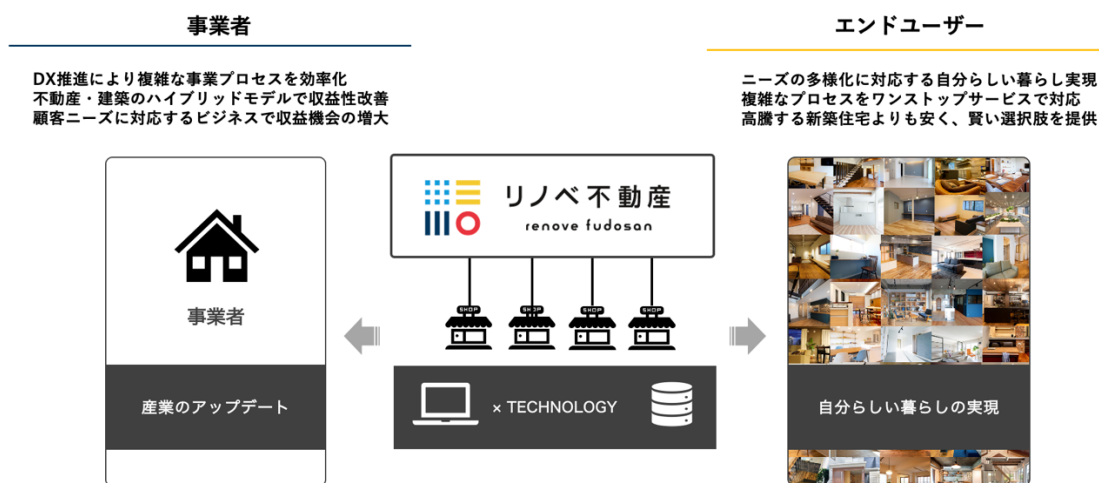 事業者
DX推進により複雑な事業プロセスを効率化
不動産・建築のハイブリッドモデルで収益性改善
顧客ニーズに対応するビジネスで収益機会の増大
事業者
産業のアップデート
リノベ不動産
renove fudosan
SHOP
SHOP
SHOP
SHOP
× TECHNOLOGY
エンドユーザー
ニーズの多様化に対応する自分らしい暮らし実現
複雑なプロセスをワンストップサービスで対応
高騰する新築住宅よりも安く、賢い選択肢を提供
自分らしい暮らしの実現